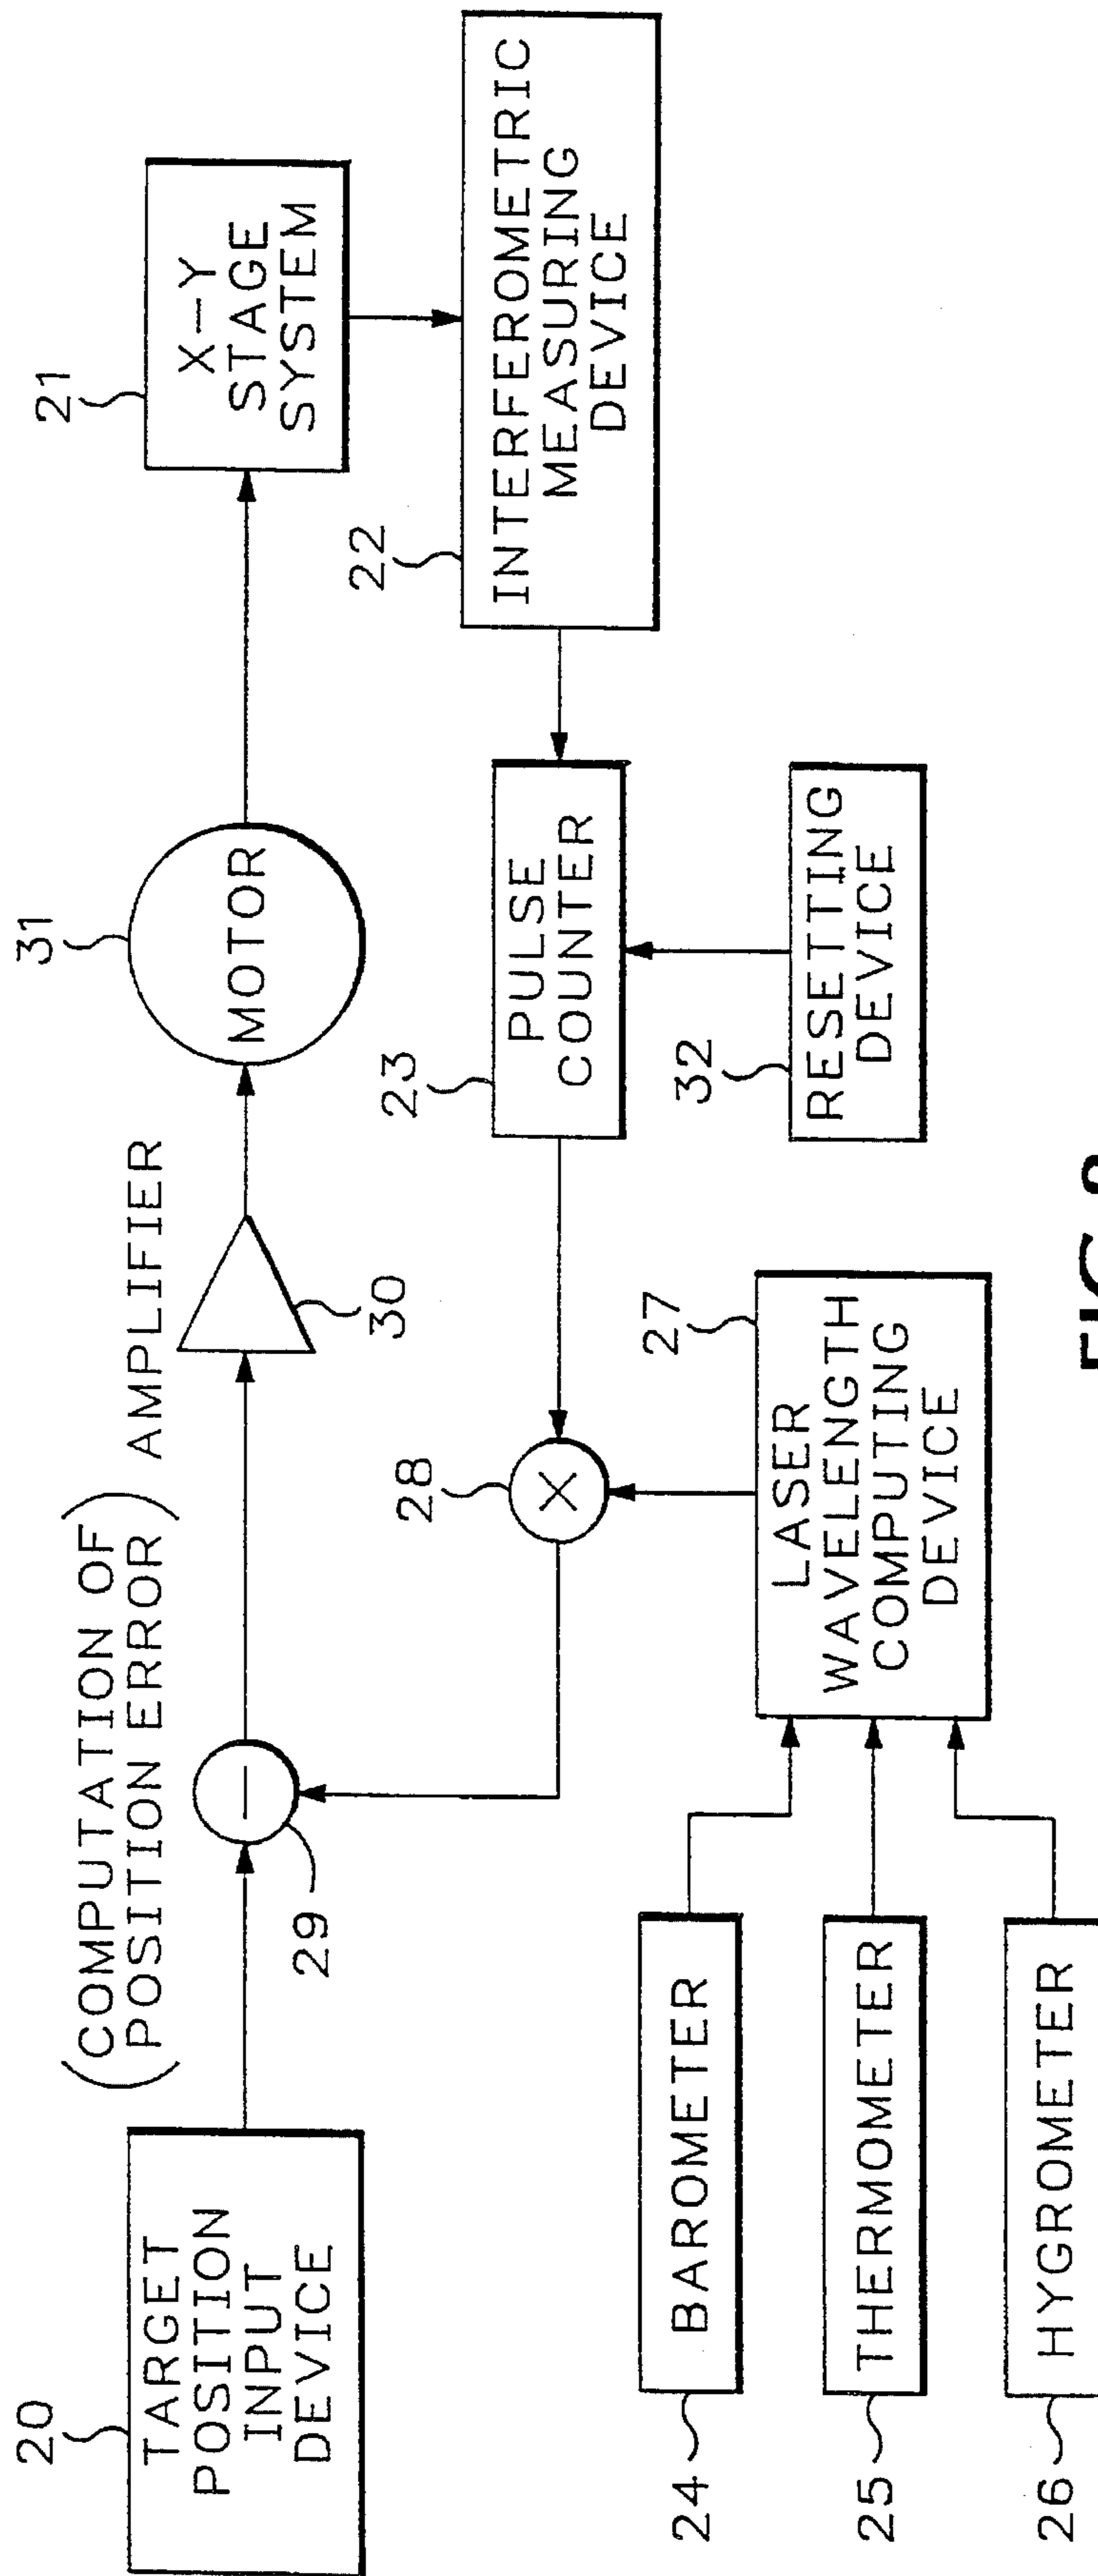 20
TARGET
POSITION
INPUT
DEVICE
(COMPUTATION OF
POSITION ERROR)
29
AMPLIFIER
30
31
MOTOR
21
X-Y
STAGE
SYSTEM
22
INTERFEROMETRIC
MEASURING
DEVICE
23
PULSE
COUNTER
32
RESETTING
DEVICE
28
×
27
LASER
WAVELENGTH
COMPUTING
DEVICE
24
BAROMETER
25
THERMOMETER
26
HYGROMETER